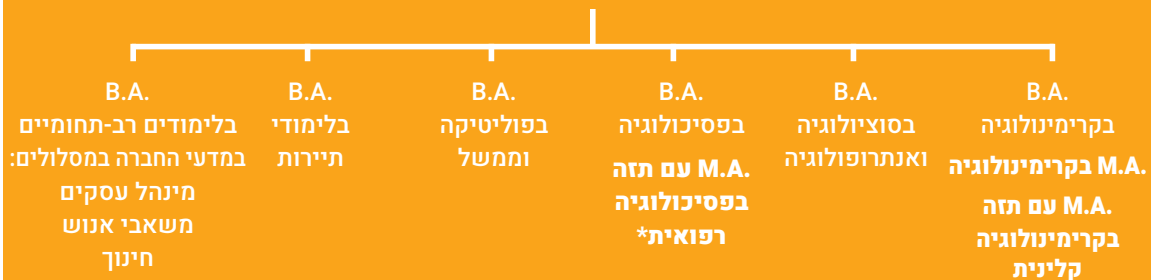 B.A.
בקרימינולוגיה
M.A. בקרימינולוגיה
M.A. עם תזה
בקרימינולוגיה
קלינית
B.A.
בסוציולוגיה
ואנתרופולוגיה
B.A.
בפסיכולוגיה
M.A. עם תזה
בפסיכולוגיה
רפואית*
B.A.
בפוליטיקה
וממשל
B.A.
בלימודי
תיירות
B.A.
בלימודים רב-תחומיים
במדעי החברה במסלולים:
מינהל עסקים
משאבי אנוש
חינוך